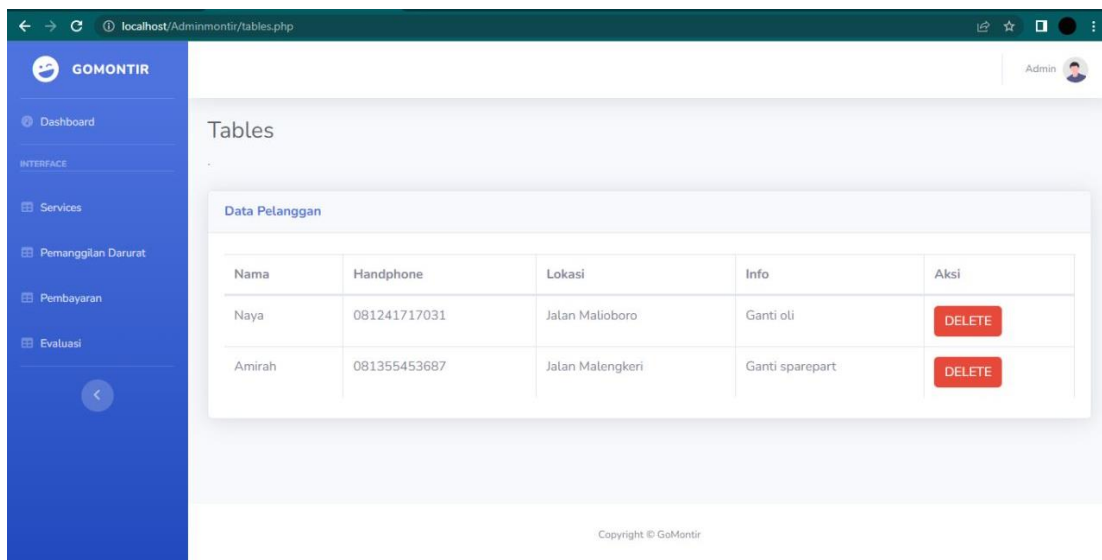 localhost/Adminmontir/tables.php
GOMONTIR
Admin
Dashboard
INTERFACE
Services
Pemanggilan Darurat
Pembayaran
Evaluasi
Tables
.
Data Pelanggan
Nama Handphone Lokasi Info Aksi
Naya 081241717031 Jalan Malioboro Ganti oli DELETE
Amirah 081355453687 Jalan Malengkeri Ganti sparepart DELETE
Copyright © GoMontir